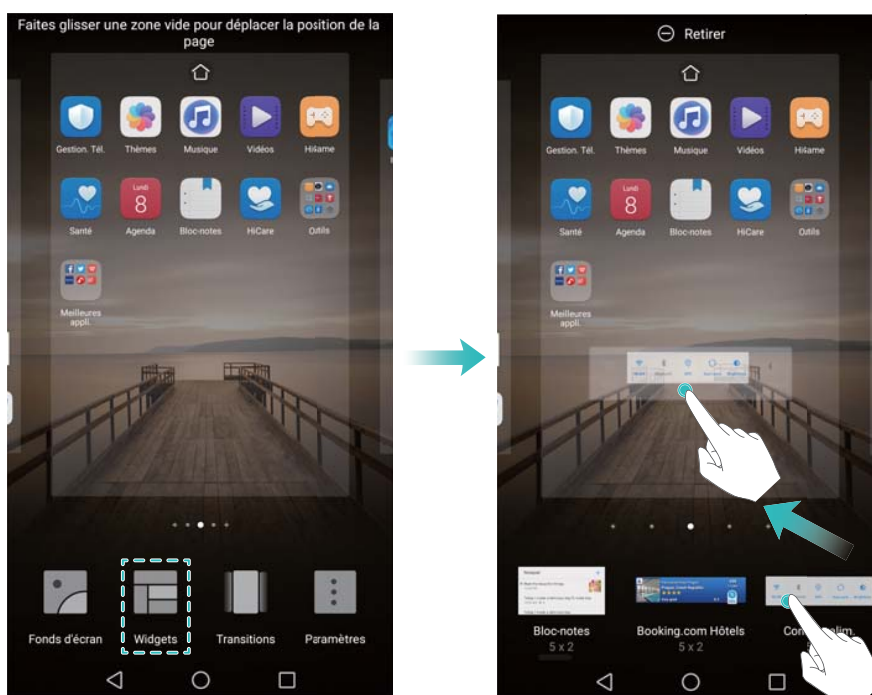 Faites glisser une zone vide pour déplacer la position de la
page
Gestion. Tél.
Thèmes
Musique
Vidéos
HiGame
Lundi
8
Santé
Agenda
Bloc-notes
HiCare
Outils
Meilleures
appli.
Fonds d'écran
Widgets
Transitions
Paramètres
Retirer
Gestion. Tél.
Thèmes
Musique
Vidéos
HiGame
Lundi
8
Santé
Agenda
Bloc-notes
HiCare
Outils
Meilleures
appli.
Bloc-notes
5 x 2
Booking.com Hôtels
5 x 2